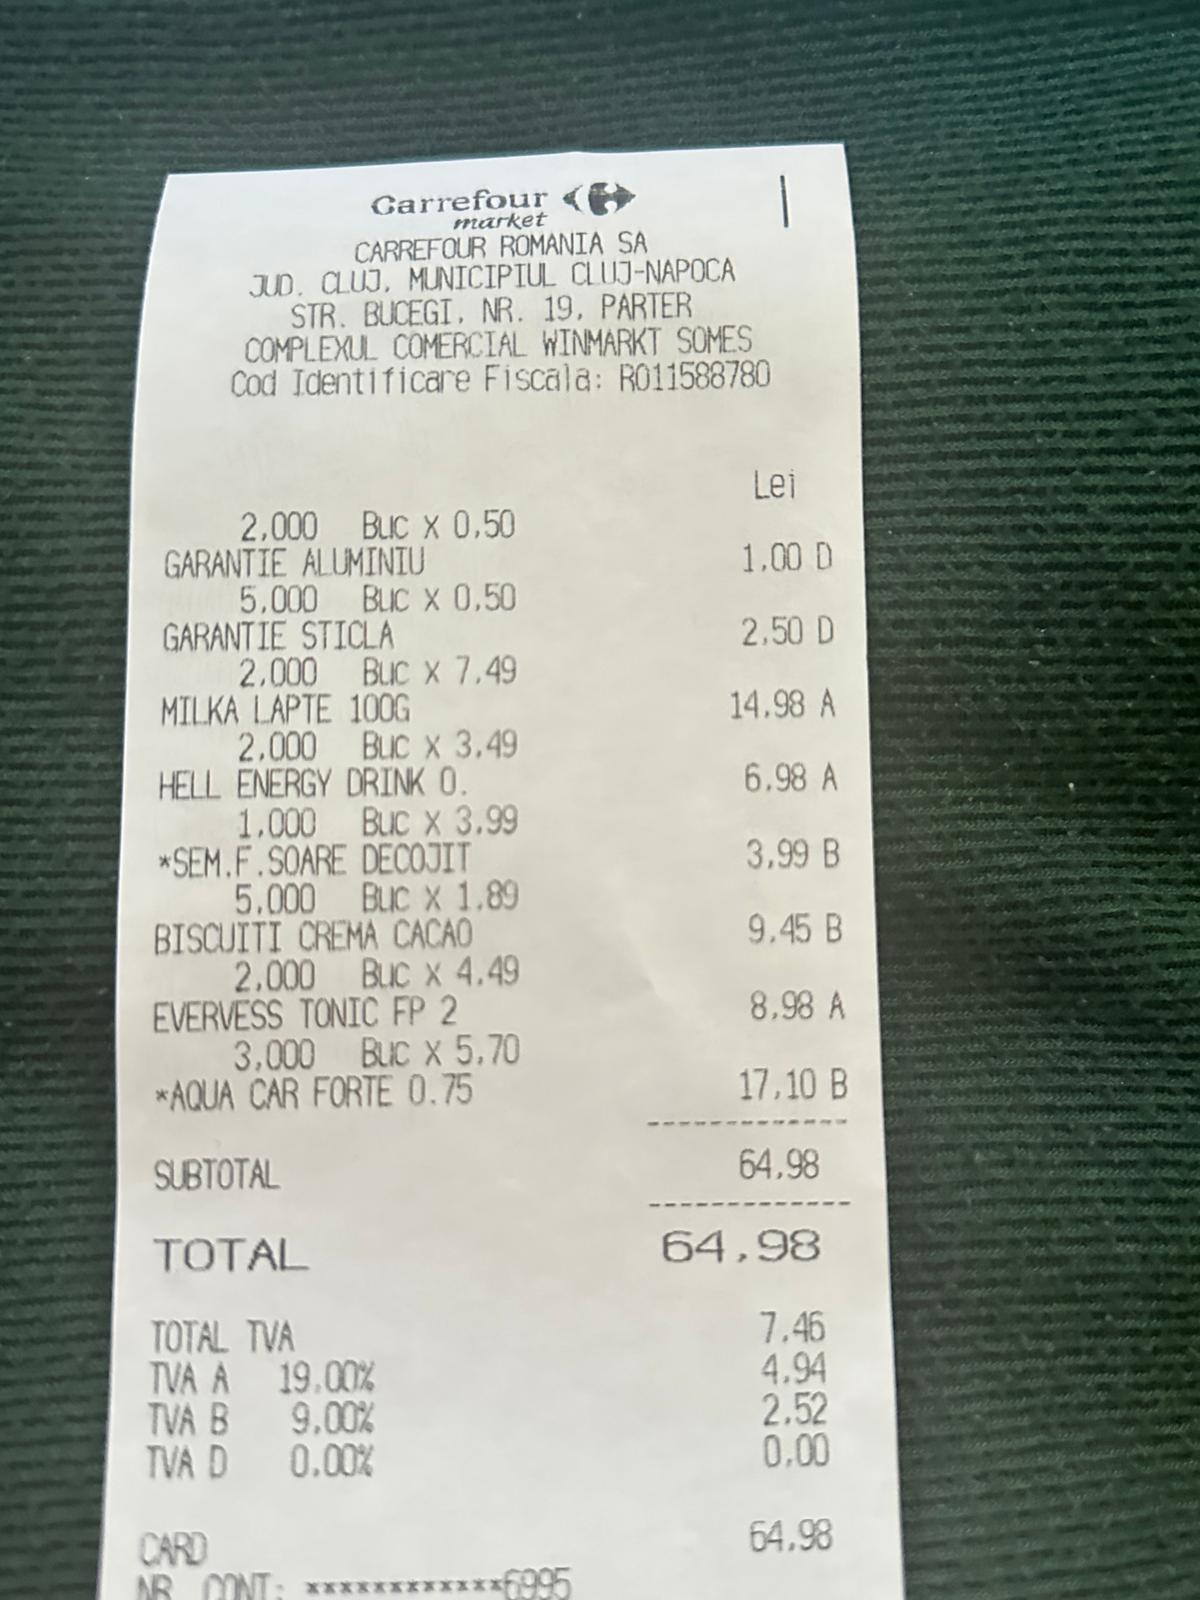 Carrefour
market
CARREFOUR ROMANIA SA
JUD. CLUJ, MUNICIPIUL CLUJ-NAPOCA
STR. BUCEGI, NR. 19, PARTER
COMPLEXUL COMERCIAL WINMARKT SOMES
Cod Identificare Fiscala: RO11588780
Lei
2,000 Buc X 0,50
GARANTIE ALUMINIU 1,00 D
5,000 Buc X 0,50
GARANTIE STICLA 2,50 D
2,000 Buc X 7,49
MILKA LAPTE 100G 14,98 A
2,000 Buc X 3,49
HELL ENERGY DRINK 0. 6,98 A
1,000 Buc X 3,99
*SEM.F.SOARE DECOJIT 3,99 B
5,000 Buc X 1,89
BISCUITI CREMA CACAO 9,45 B
2,000 Buc X 4,49
EVERVESS TONIC FP 2 8,98 A
3,000 Buc X 5,70
*AQUA CAR FORTE 0.75 17,10 B
------------
SUBTOTAL 64,98
------------
TOTAL 64,98
TOTAL TVA 7,46
TVA A 19,00% 4,94
TVA B 9,00% 2,52
TVA D 0,00% 0,00
CARD 64,98
NR. CONT: ************6995